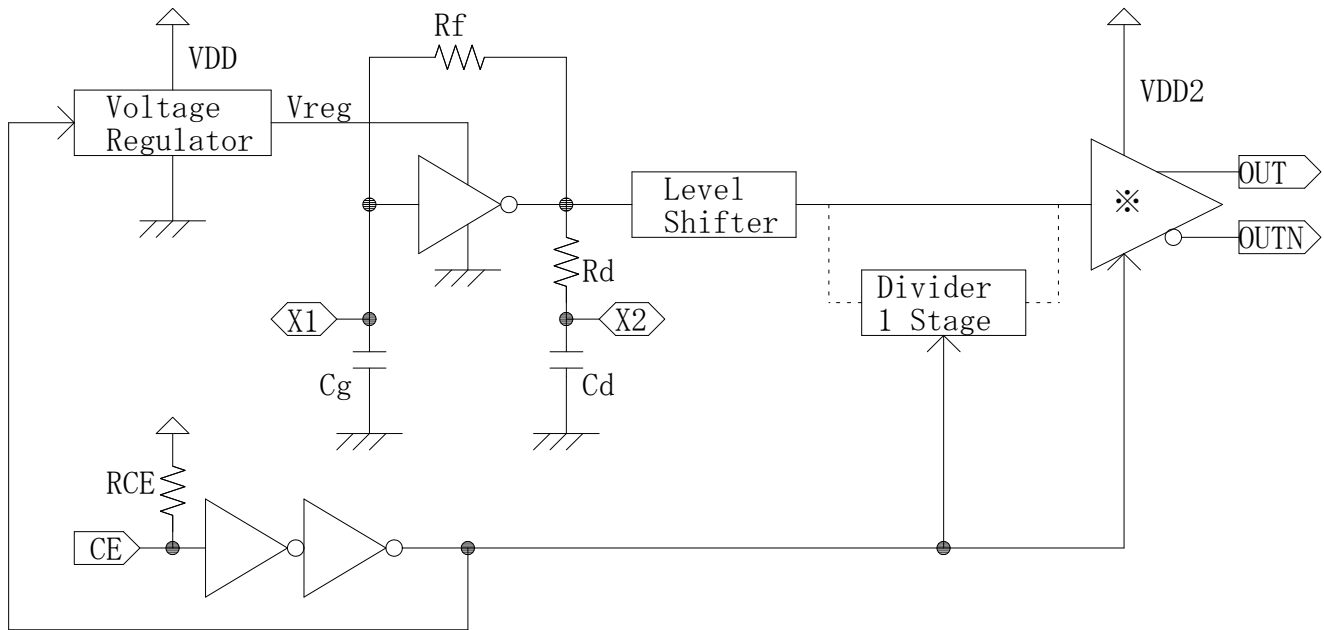 Rf
VDD
VDD2
Voltage
Regulator
Vreg
Level
Shifter
※
OUT
OUTN
Rd
Divider
1 Stage
X1
X2
Cg
Cd
RCE
CE